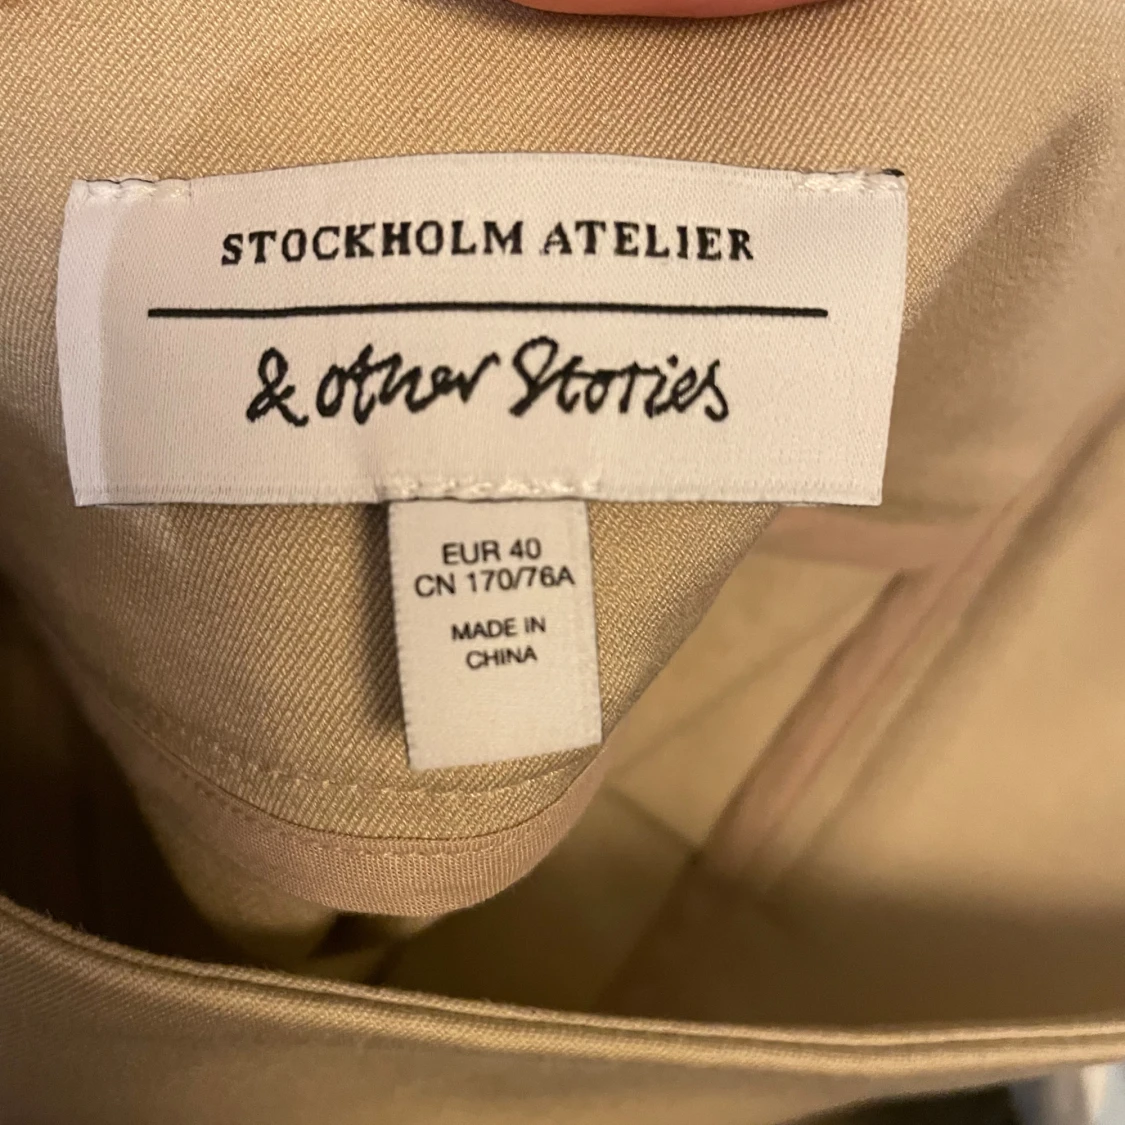 STOCKHOLM ATELIER
& other Stories
EUR 40
CN 170/76A
MADE IN
CHINA